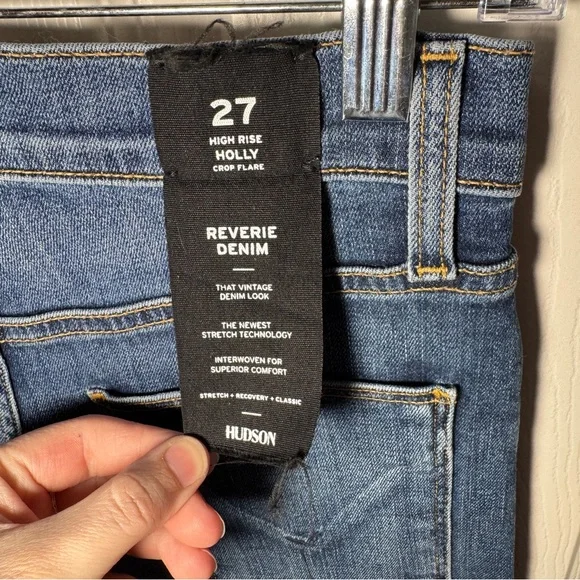 27
HIGH RISE
HOLLY
CROP FLARE
REVERIE
DENIM
THAT VINTAGE
DENIM LOOK
THE NEWEST
STRETCH TECHNOLOGY
INTERWOVEN FOR
SUPERIOR COMFORT
STRETCH + RECOVERY + CLASSIC
HUDSON